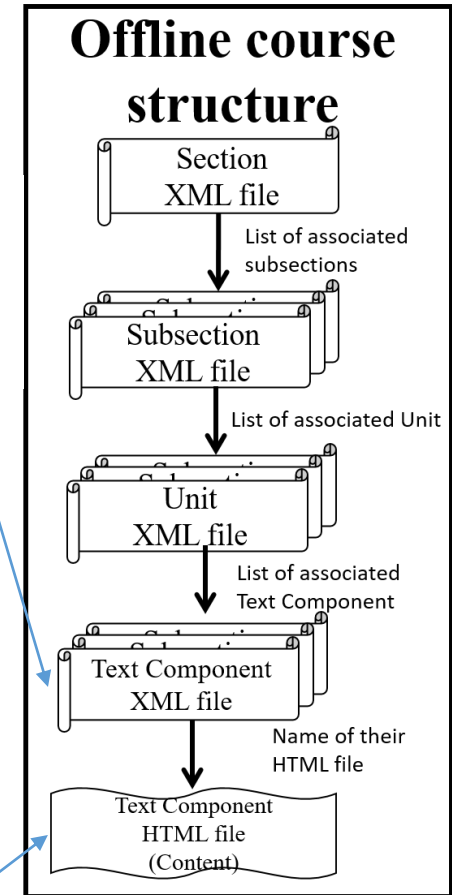 Offline course
structure
Section
XML file
List of associated
subsections
Subsection
XML file
List of associated Unit
Unit
XML file
List of associated
Text Component
Text Component
XML file
Name of their
HTML file
Text Component
HTML file
(Content)